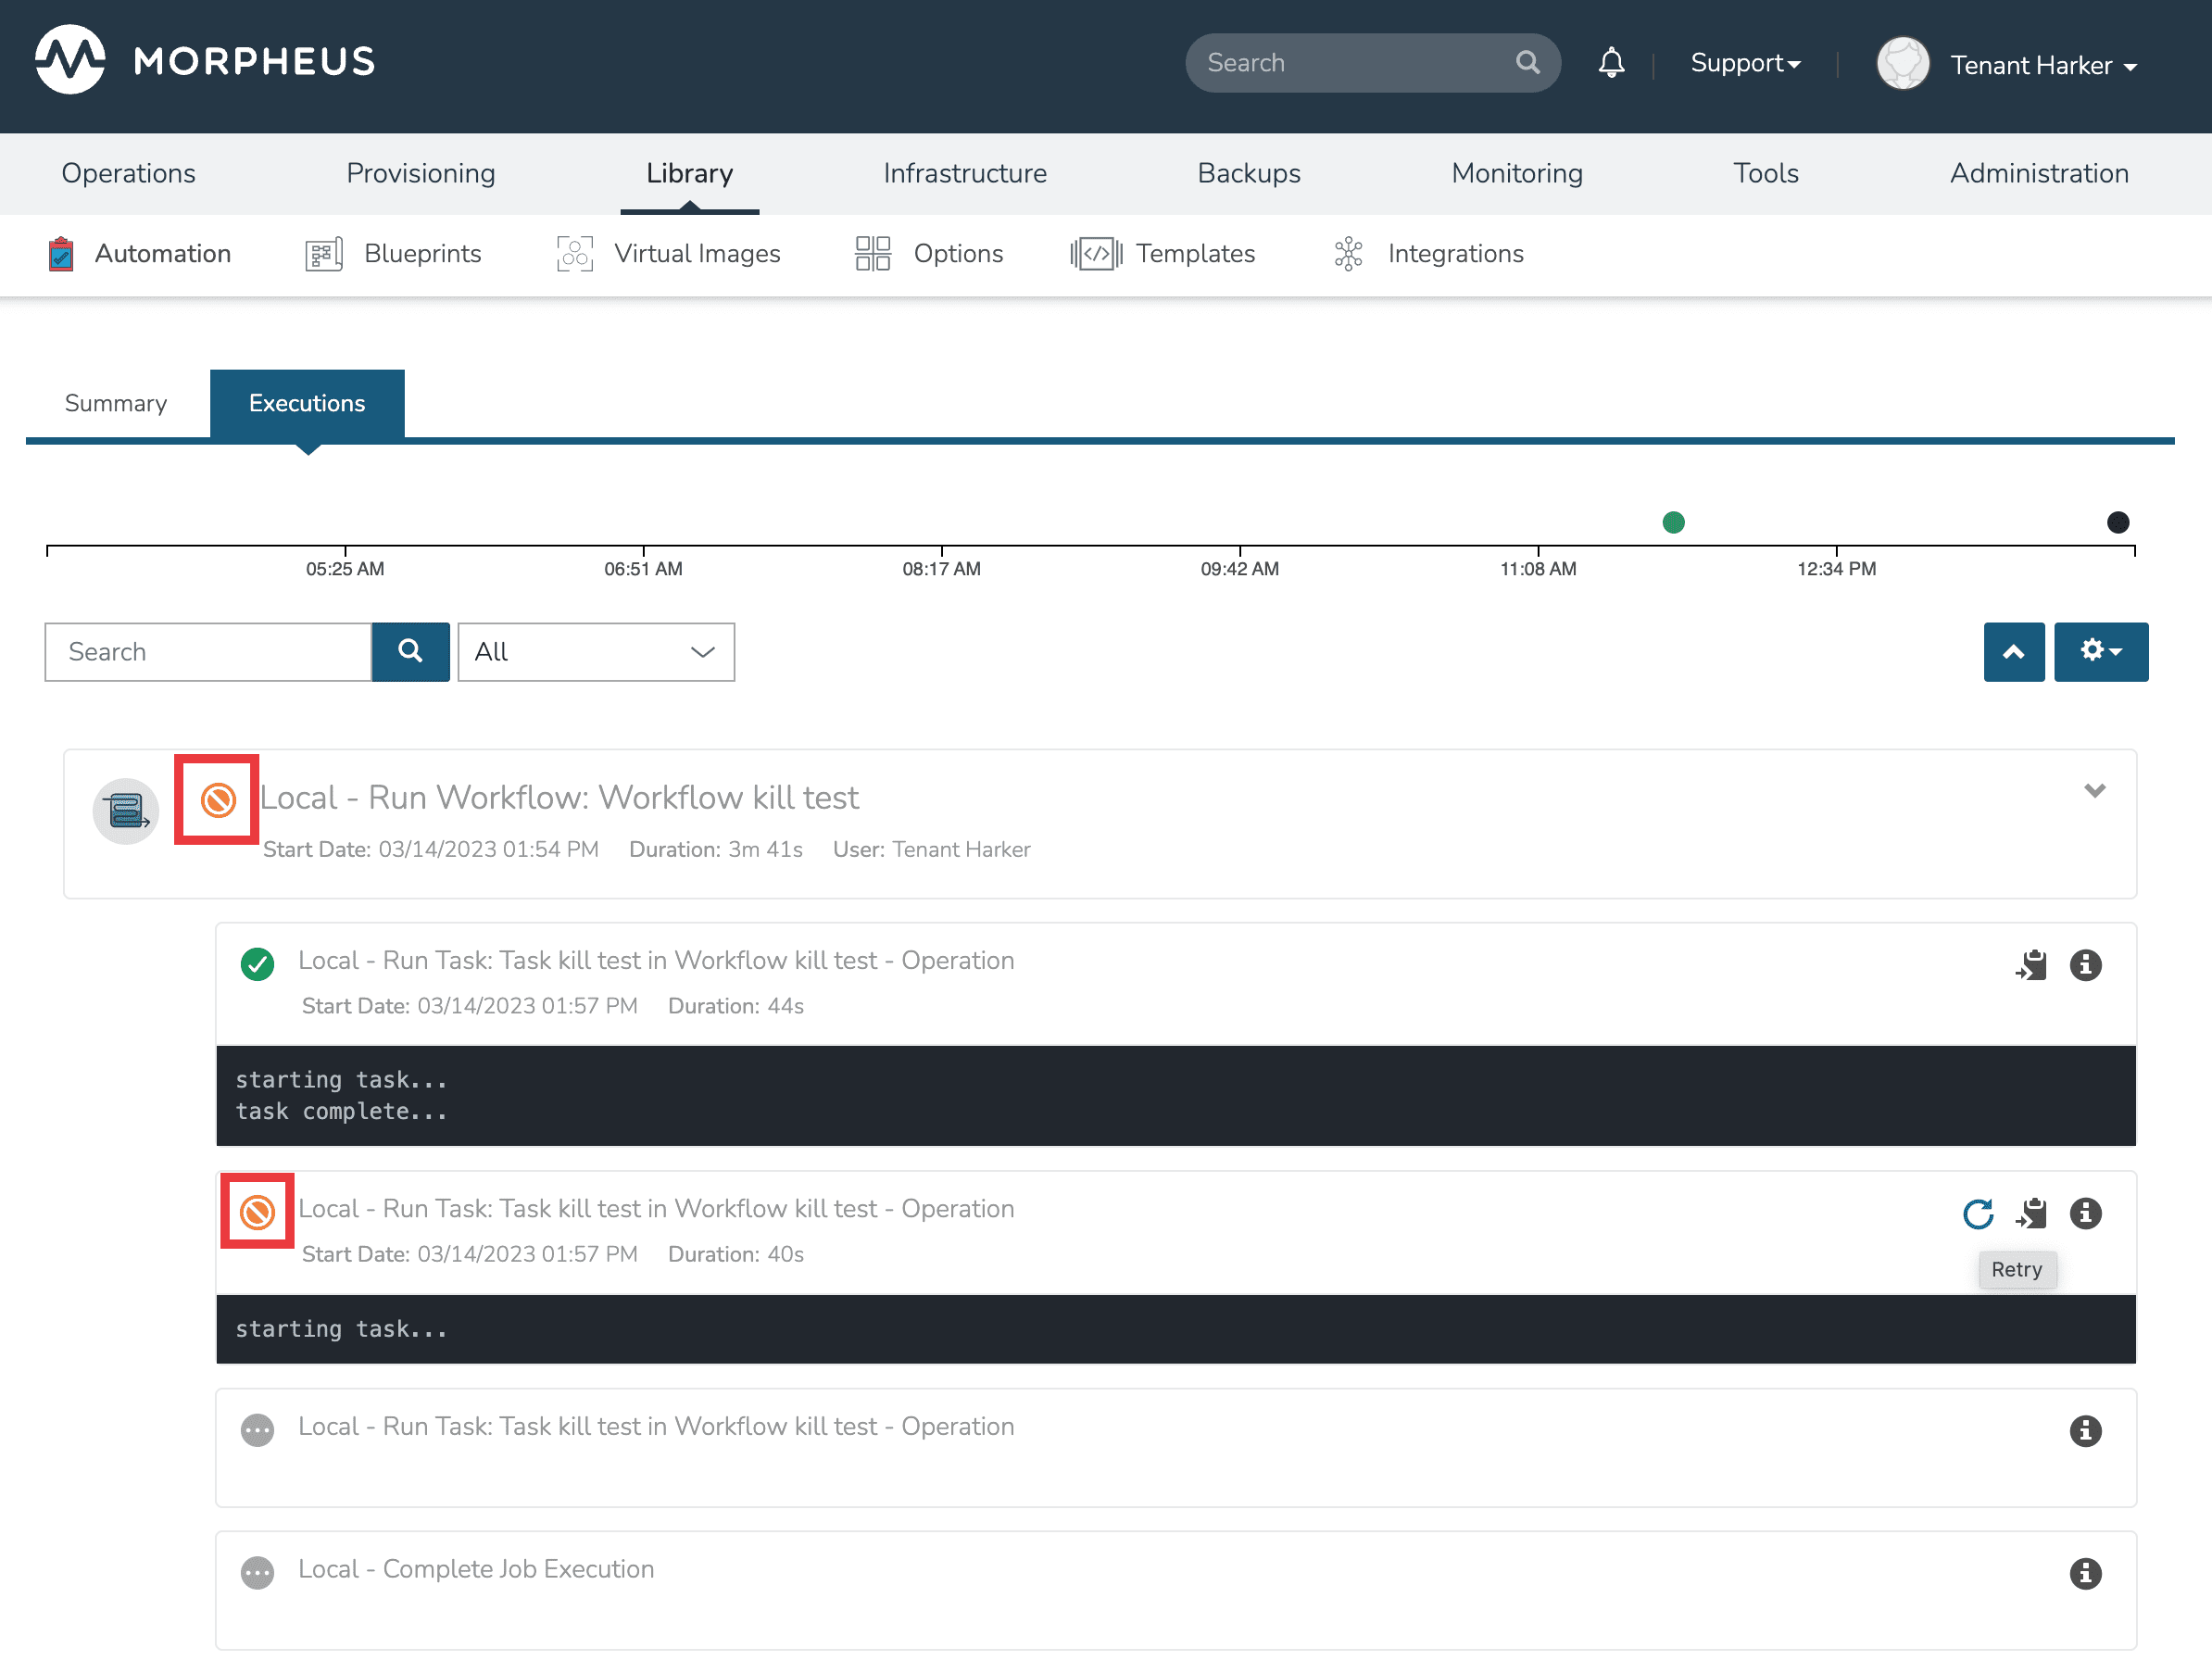 MORPHEUS
Search
Support
Tenant Harker
Operations
Provisioning
Library
Infrastructure
Backups
Monitoring
Tools
Administration
Automation
Blueprints
Virtual Images
Options
Templates
Integrations
Summary
Executions
05:25 AM
06:51 AM
08:17 AM
09:42 AM
11:08 AM
12:34 PM
Search
All
Local - Run Workflow: Workflow kill test
Start Date: 03/14/2023 01:54 PM Duration: 3m 41s User: Tenant Harker
Local - Run Task: Task kill test in Workflow kill test - Operation
Start Date: 03/14/2023 01:57 PM Duration: 44s
starting task...
task complete...
Local - Run Task: Task kill test in Workflow kill test - Operation
Start Date: 03/14/2023 01:57 PM Duration: 40s
Retry
starting task...
Local - Run Task: Task kill test in Workflow kill test - Operation
Local - Complete Job Execution